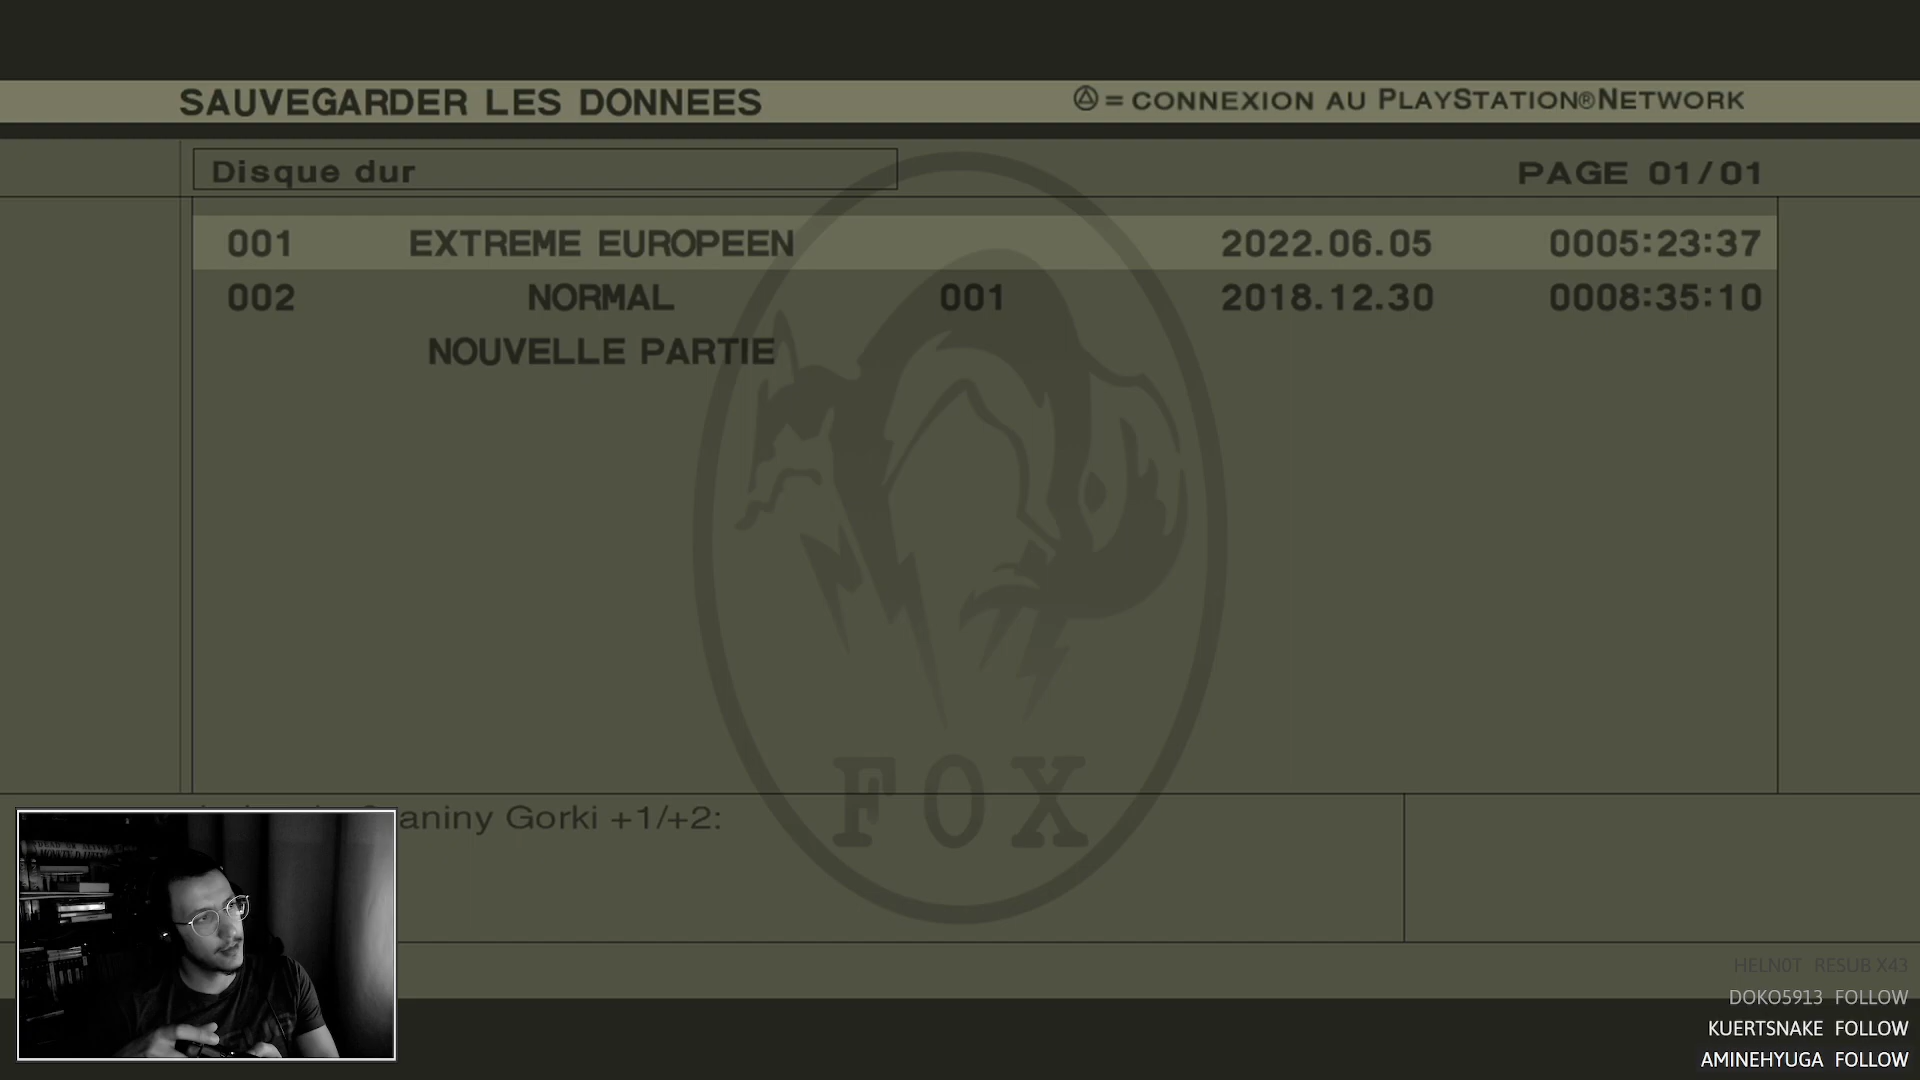 SAUVEGARDER LES DONNEES
= CONNEXION AU PLAYSTATION®NETWORK
Disque dur
PAGE 01/01
001 EXTREME EUROPEEN 2022.06.05 0005:23:37
002 NORMAL 001 2018.12.30 0008:35:10
NOUVELLE PARTIE
FOX
aniny Gorki +1/+2:
HELN0T RESUB X43
DOKO5913 FOLLOW
KUERTSNAKE FOLLOW
AMINEHYUGA FOLLOW